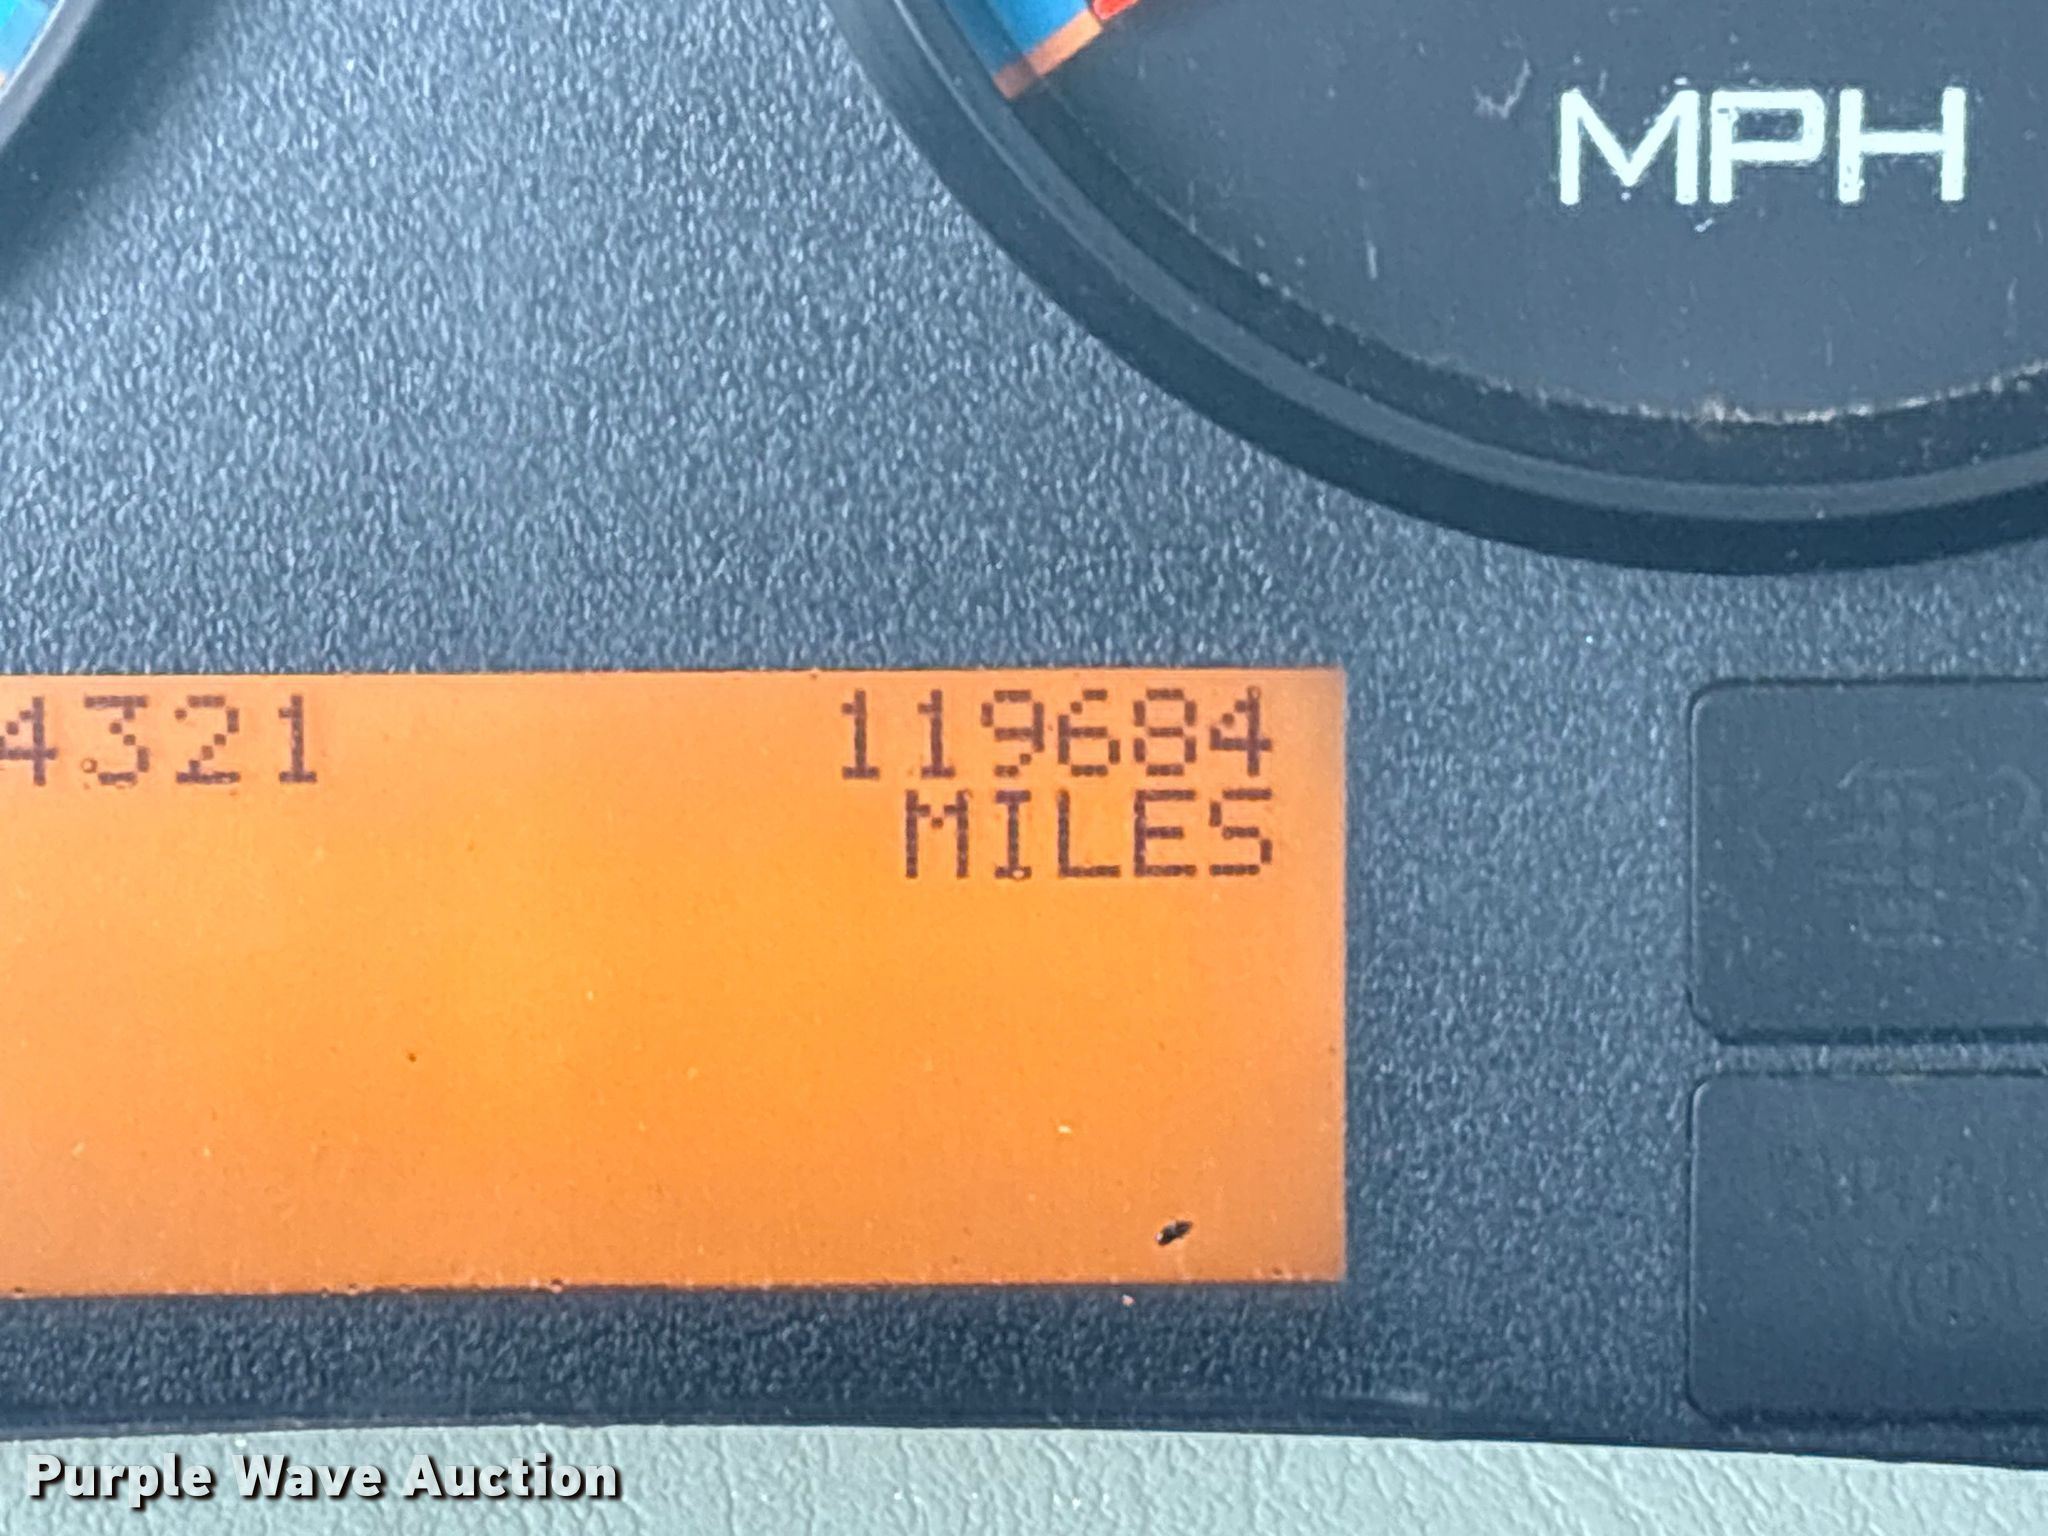 MPH
4321 119684
MILES
Purple Wave Auction